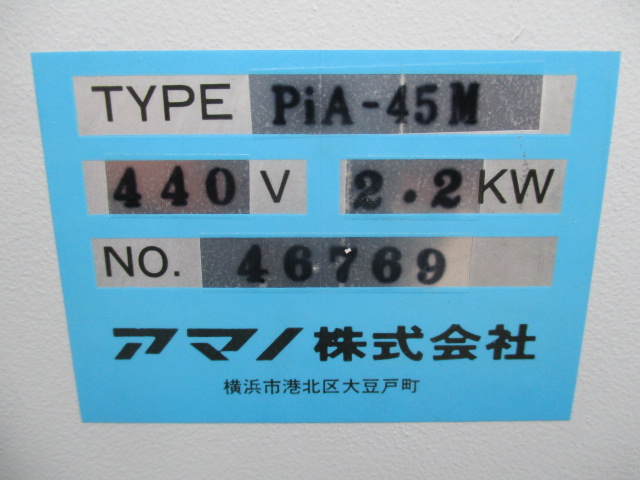 TYPE PiA-45M
440 V 2.2 KW
NO. 46769
アマノ株式会社
横浜市港北区大豆戸町